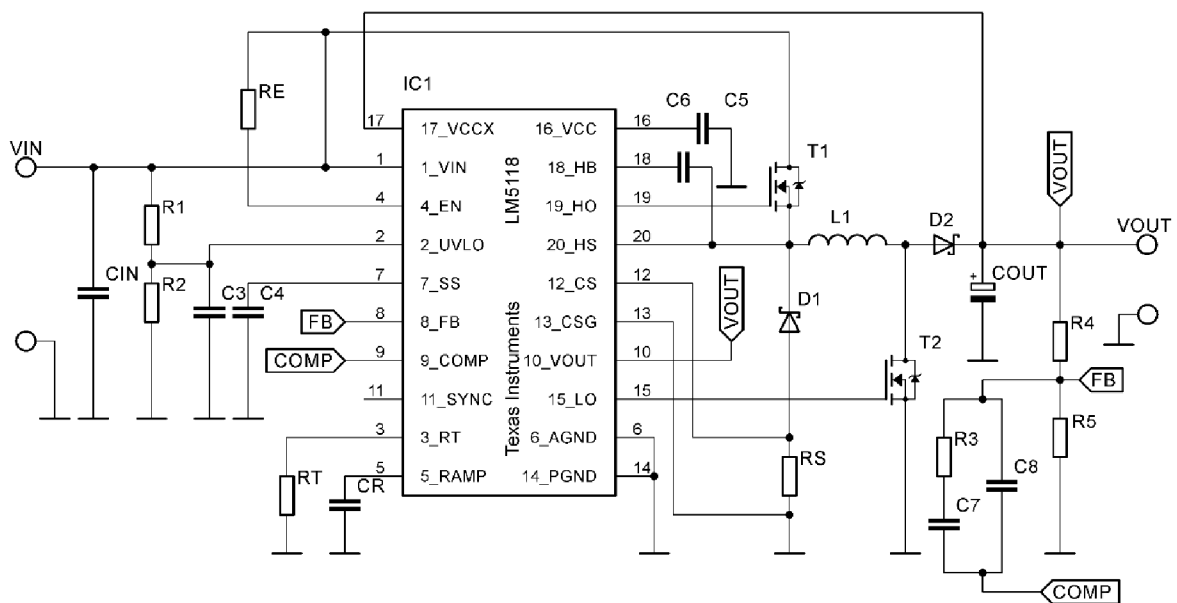 IC1
RE
C6
C5
17
17_VCCX
16_VCC
16
VIN
1
1_VIN
18_HB
18
T1
VOUT
4
4_EN
19_HO
19
R1
LM5118
L1
D2
VOUT
2
2_UVLO
20_HS
20
CIN
R2
C3
C4
7
7_SS
12_CS
12
VOUT
D1
+
COUT
FB
8
8_FB
13_CSG
13
R4
COMP
9
9_COMP
10_VOUT
10
T2
FB
11
11_SYNC
15_LO
15
Texas Instruments
R5
3
3_RT
6_AGND
6
R3
RT
CR
5
5_RAMP
14_PGND
14
RS
C8
C7
COMP